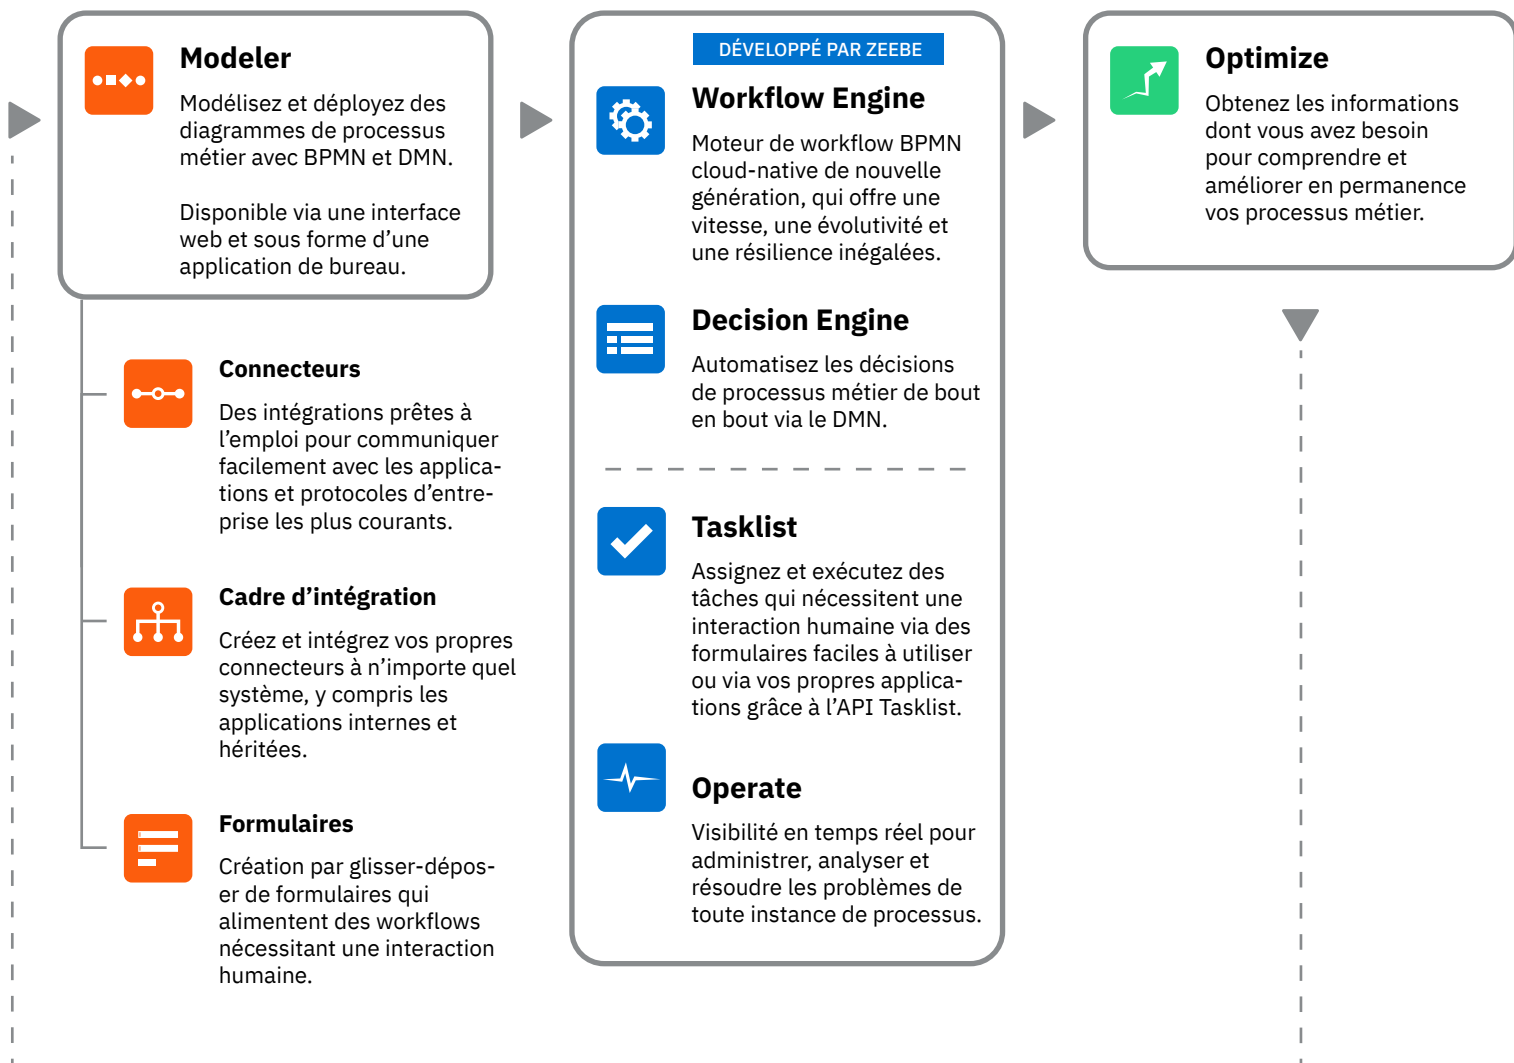 Modeler
Modélisez et déployez des
diagrammes de processus
métier avec BPMN et DMN.
Disponible via une interface
web et sous forme d’une
application de bureau.
Connecteurs
Des intégrations prêtes à
l’emploi pour communiquer
facilement avec les applica-
tions et protocoles d’entre-
prise les plus courants.
Cadre d’intégration
Créez et intégrez vos propres
connecteurs à n’importe quel
système, y compris les
applications internes et
héritées.
Formulaires
Création par glisser-dépos-
er de formulaires qui
alimentent des workflows
nécessitant une interaction
humaine.
DÉVELOPPÉ PAR ZEEBE
Workflow Engine
Moteur de workflow BPMN
cloud-native de nouvelle
génération, qui offre une
vitesse, une évolutivité et
une résilience inégalées.
Decision Engine
Automatisez les décisions
de processus métier de bout
en bout via le DMN.
Tasklist
Assignez et exécutez des
tâches qui nécessitent une
interaction humaine via des
formulaires faciles à utiliser
ou via vos propres applica-
tions grâce à l’API Tasklist.
Operate
Visibilité en temps réel pour
administrer, analyser et
résoudre les problèmes de
toute instance de processus.
Optimize
Obtenez les informations
dont vous avez besoin
pour comprendre et
améliorer en permanence
vos processus métier.